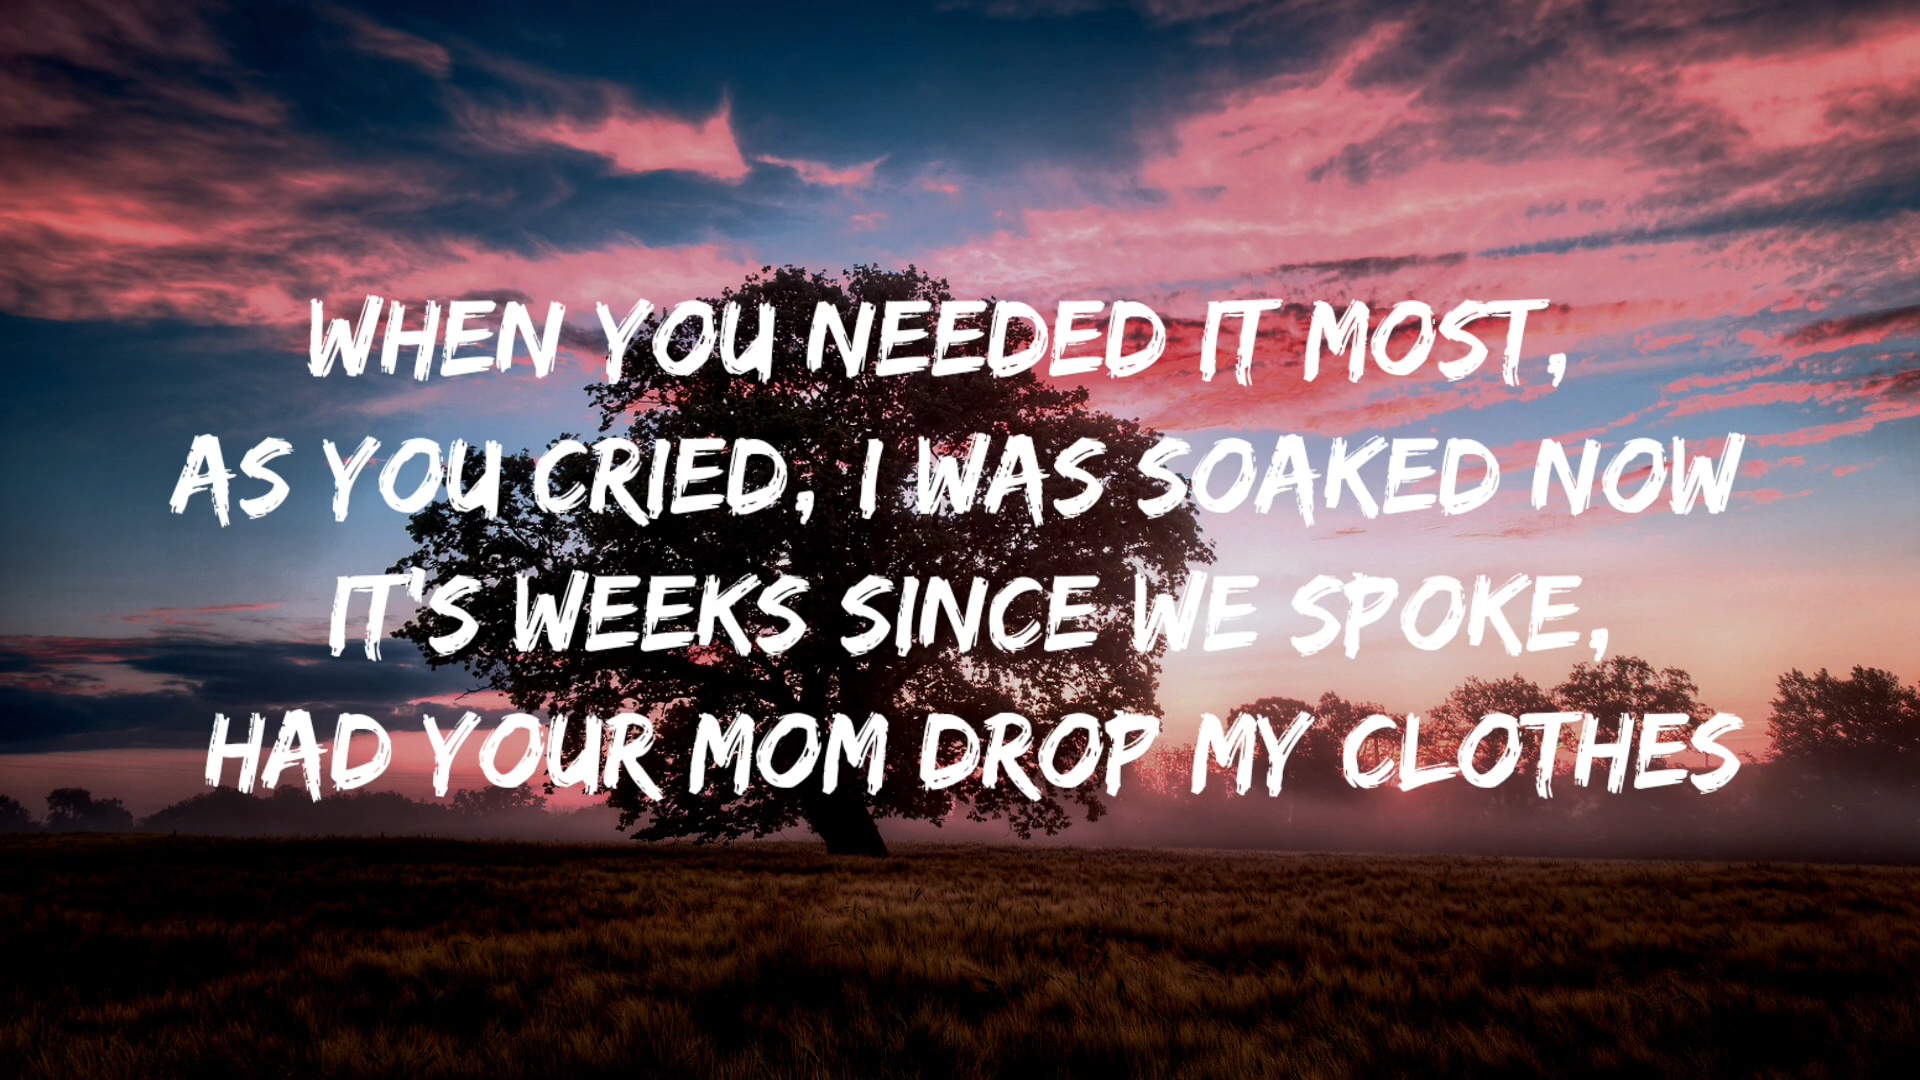 WHEN YOU NEEDED IT MOST,
AS YOU CRIED, I WAS SOAKED NOW
IT'S WEEKS SINCE WE SPOKE,
HAD YOUR MOM DROP MY CLOTHES